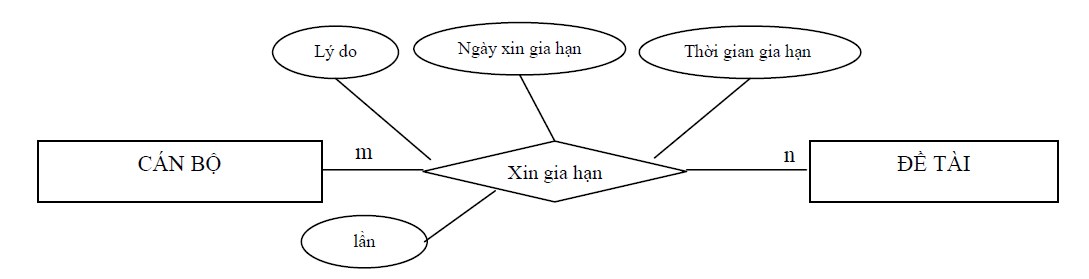 Lý do
Ngày xin gia hạn
Thời gian gia hạn
CÁN BỘ
m
Xin gia hạn
n
ĐỀ TÀI
lần